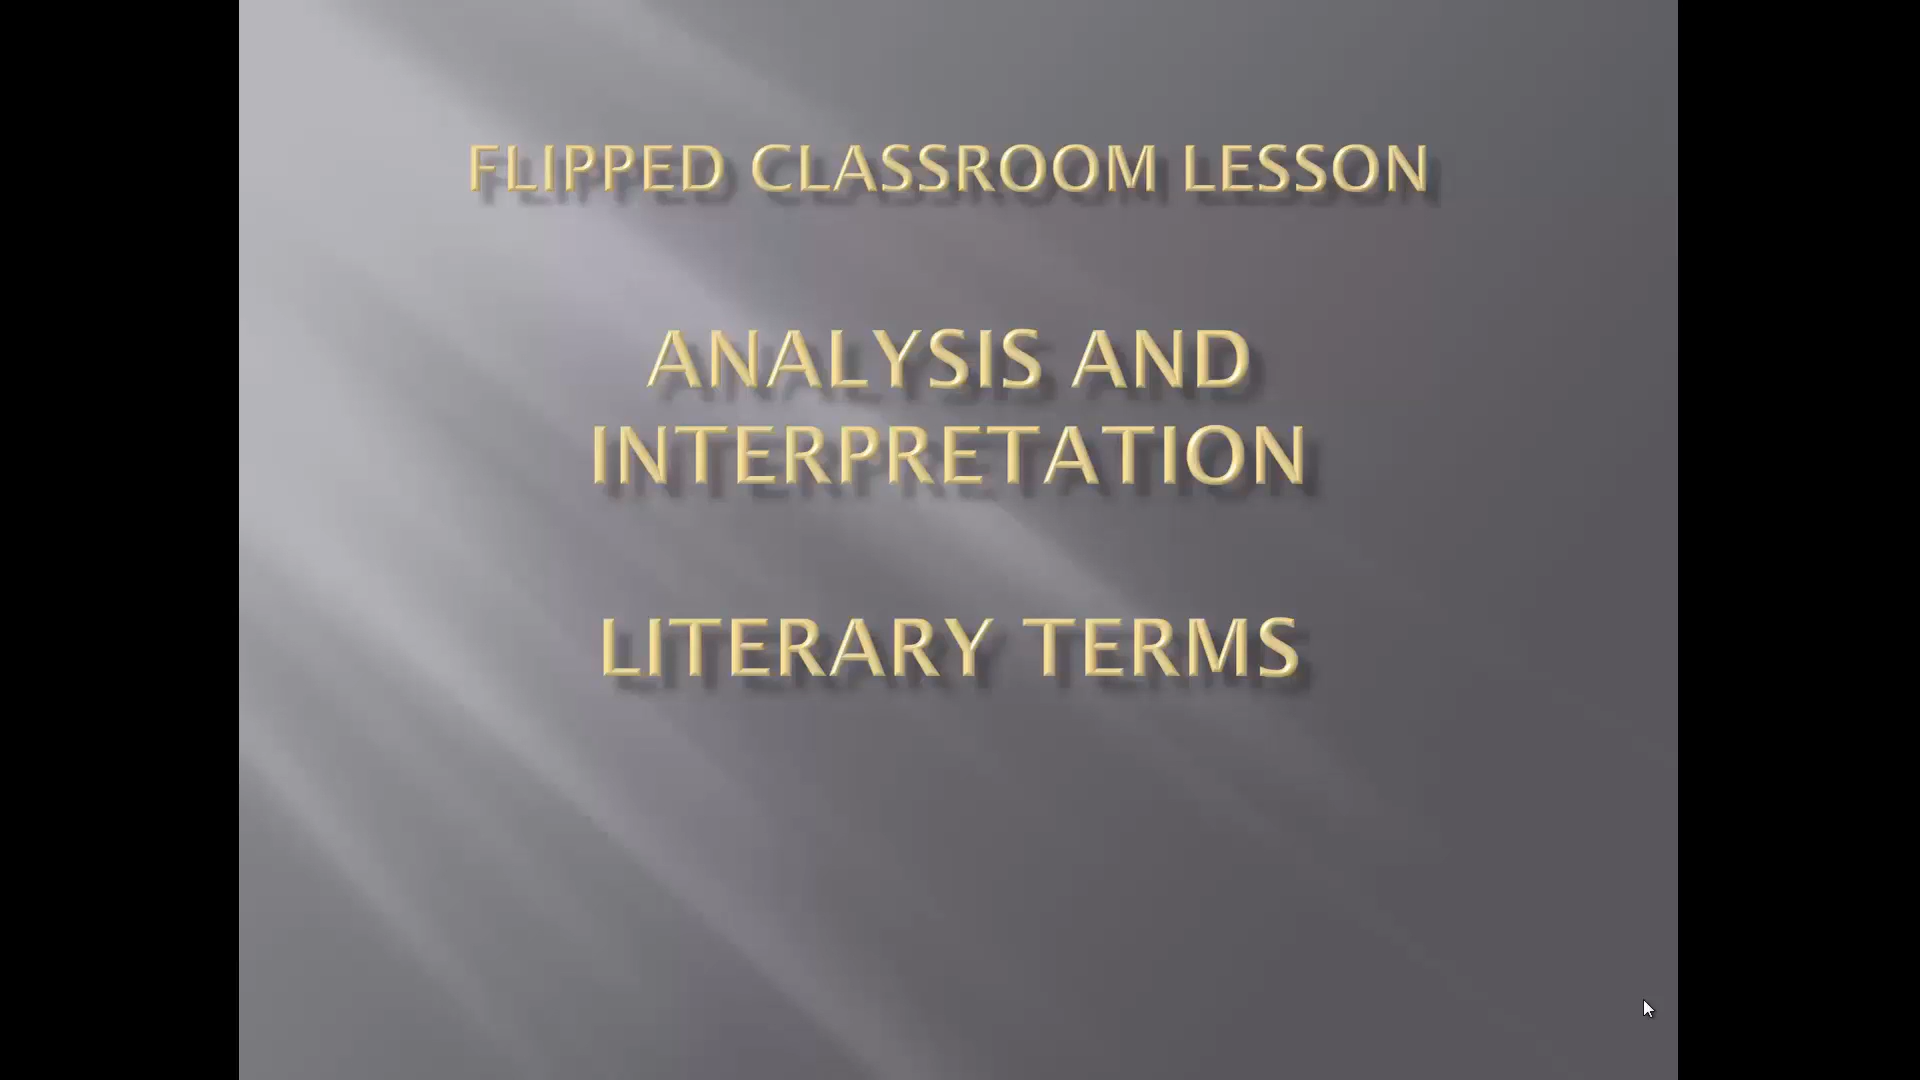 FLIPPED CLASSROOM LESSON
ANALYSIS AND
INTERPRETATION
LITERARY TERMS